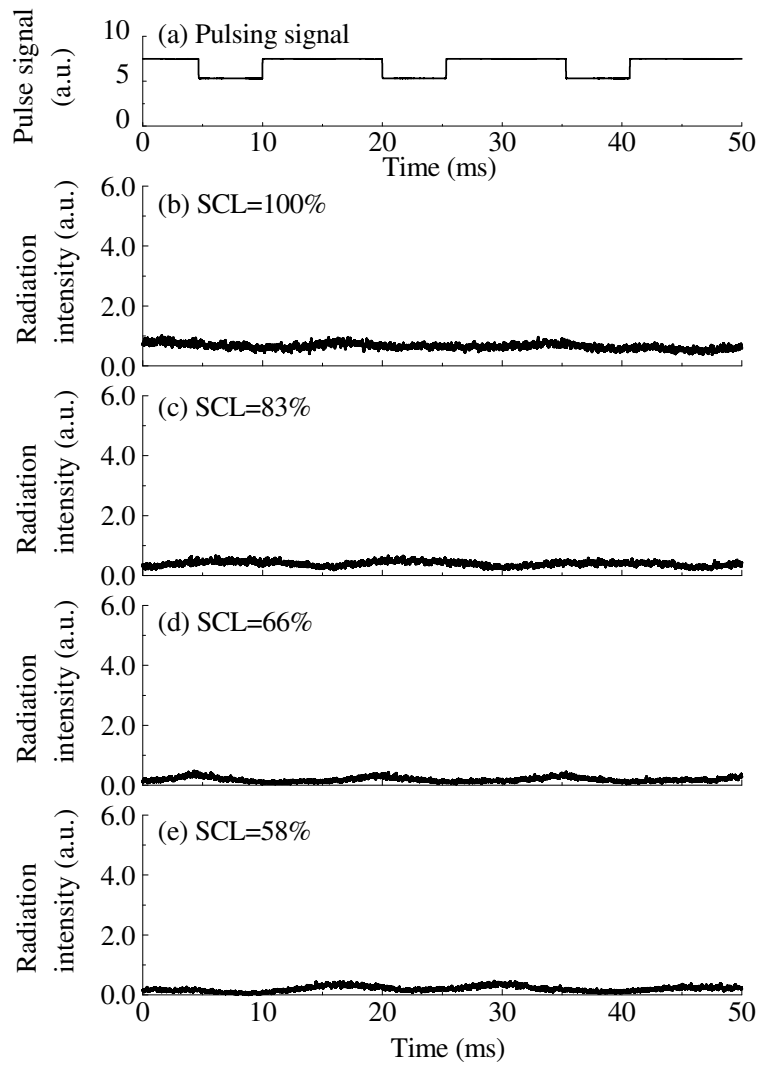 (a) Pulsing signal
Pulse signal
(a.u.)
10
5
0
0 10 20 30 40 50
Time (ms)
(b) SCL=100%
Radiation
intensity (a.u.)
6.0
4.0
2.0
0.0
(c) SCL=83%
Radiation
intensity (a.u.)
6.0
4.0
2.0
0.0
(d) SCL=66%
Radiation
intensity (a.u.)
6.0
4.0
2.0
0.0
(e) SCL=58%
Radiation
intensity (a.u.)
6.0
4.0
2.0
0.0
0 10 20 30 40 50
Time (ms)